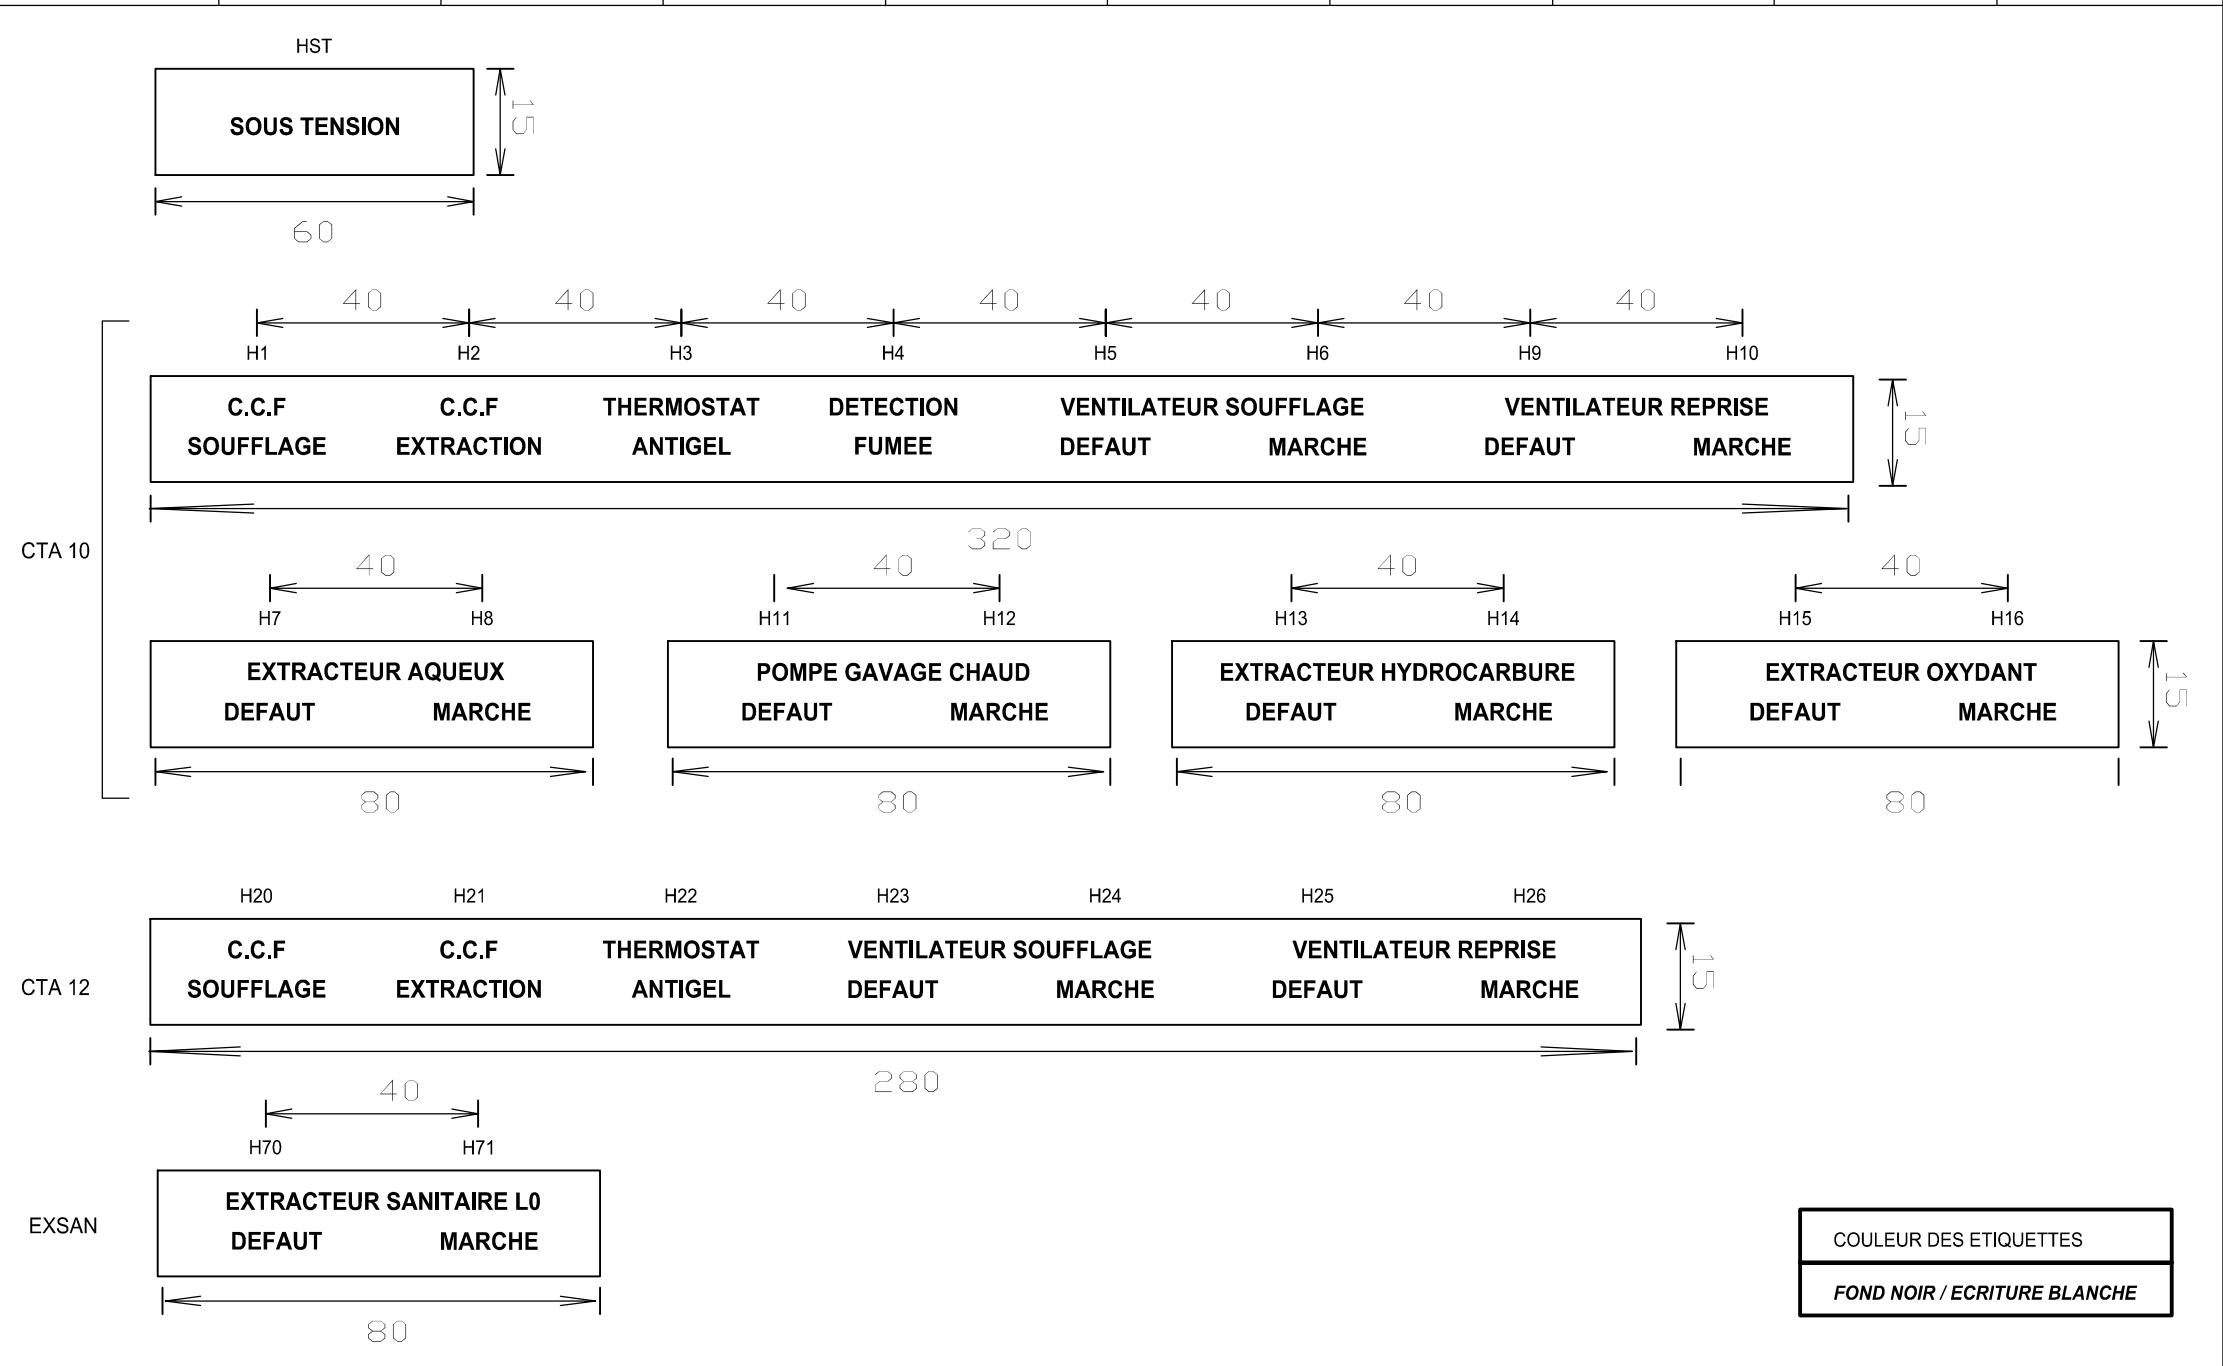 HST
SOUS TENSION
15
60
40 40 40 40 40 40 40
H1 H2 H3 H4 H5 H6 H9 H10
C.C.F C.C.F THERMOSTAT DETECTION VENTILATEUR SOUFFLAGE VENTILATEUR REPRISE
SOUFFLAGE EXTRACTION ANTIGEL FUMEE DEFAUT MARCHE DEFAUT MARCHE
15
320
CTA 10
40 40 40 40
H7 H8 H11 H12 H13 H14 H15 H16
EXTRACTEUR AQUEUX POMPE GAVAGE CHAUD EXTRACTEUR HYDROCARBURE EXTRACTEUR OXYDANT
DEFAUT MARCHE DEFAUT MARCHE DEFAUT MARCHE DEFAUT MARCHE
15
80 80 80 80
H20 H21 H22 H23 H24 H25 H26
C.C.F C.C.F THERMOSTAT VENTILATEUR SOUFFLAGE VENTILATEUR REPRISE
CTA 12 SOUFFLAGE EXTRACTION ANTIGEL DEFAUT MARCHE DEFAUT MARCHE
15
280
40
H70 H71
EXTRACTEUR SANITAIRE L0
EXSAN
DEFAUT MARCHE
80
COULEUR DES ETIQUETTES
FOND NOIR / ECRITURE BLANCHE